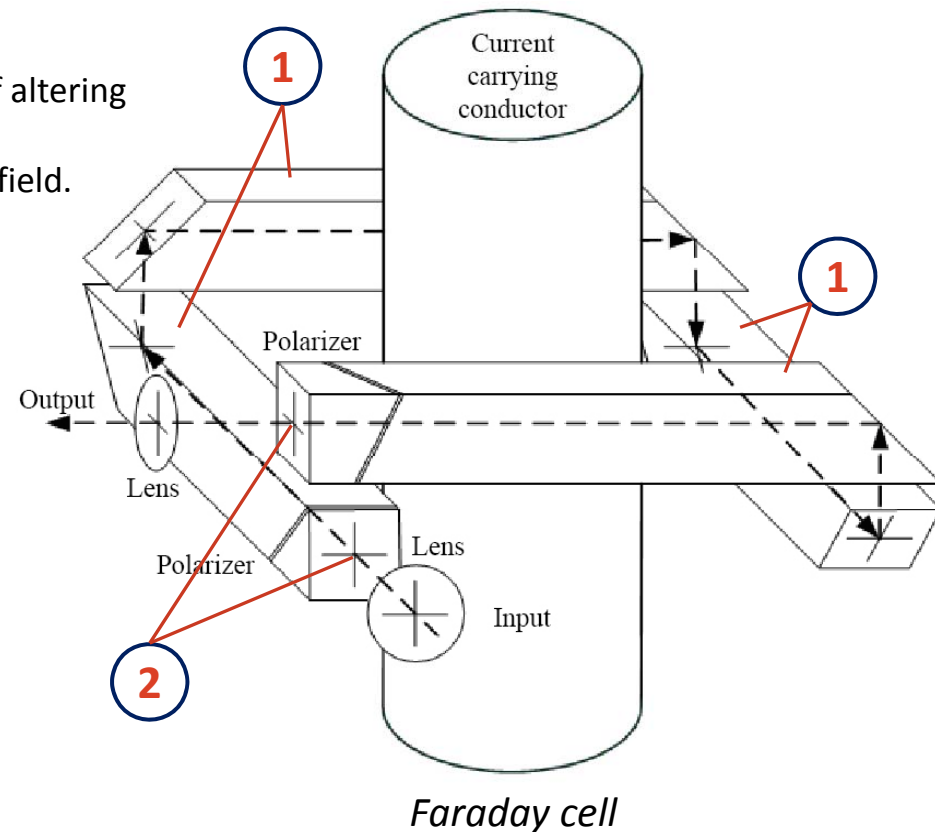 f altering
field.
1
Current
carrying
conductor
1
Polarizer
Output
Lens
Polarizer
Lens
Input
2
Faraday cell